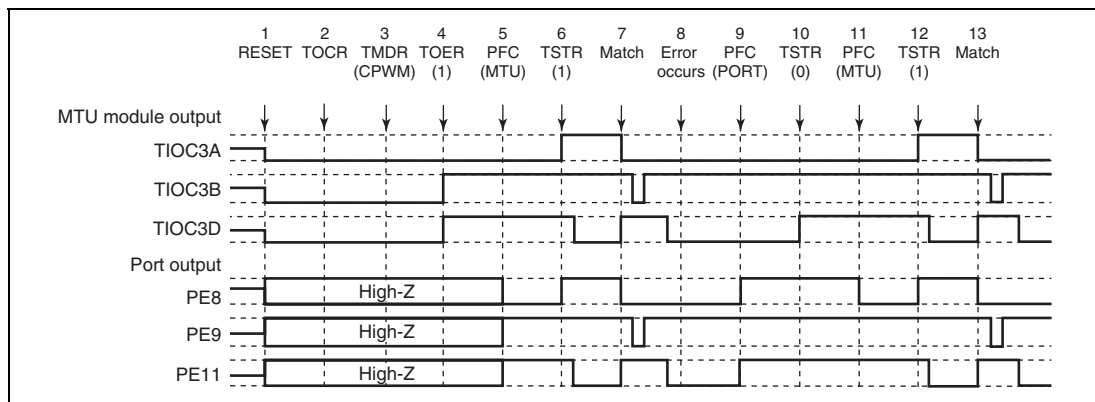 1 2 3 4 5 6 7 8 9 10 11 12 13
RESET TOCR TMDR TOER PFC TSTR Match Error PFC TSTR PFC TSTR Match
(CPWM) (1) (MTU) (1) occurs (PORT) (0) (MTU) (1)
MTU module output
TIOC3A
TIOC3B
TIOC3D
Port output
PE8 High-Z
PE9 High-Z
PE11 High-Z